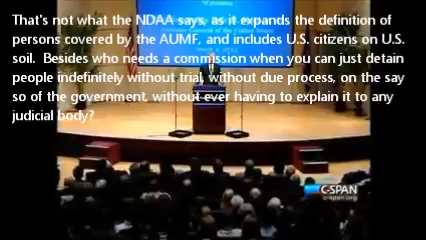 That's not what the NDAA says, as it expands the definition of
persons covered by the AUMF, and includes U.S. citizens on U.S.
soil.  Besides who needs a commission when you can just detain
people indefinitely without trial, without due process, on the say
so of the government, without ever having to explain it to any
judicial body?
C-SPAN
c-span.org